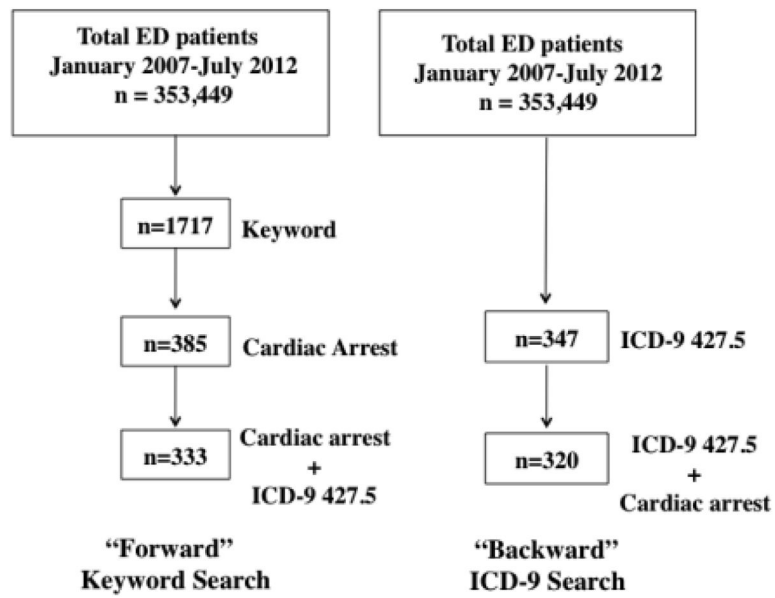 Total ED patients
January 2007-July 2012
n = 353,449
n=1717
Keyword
n=385
Cardiac Arrest
n=333
Cardiac arrest
+
ICD-9 427.5
“Forward”
Keyword Search
Total ED patients
January 2007-July 2012
n = 353,449
n=347
ICD-9 427.5
n=320
ICD-9 427.5
+
Cardiac arrest
“Backward”
ICD-9 Search